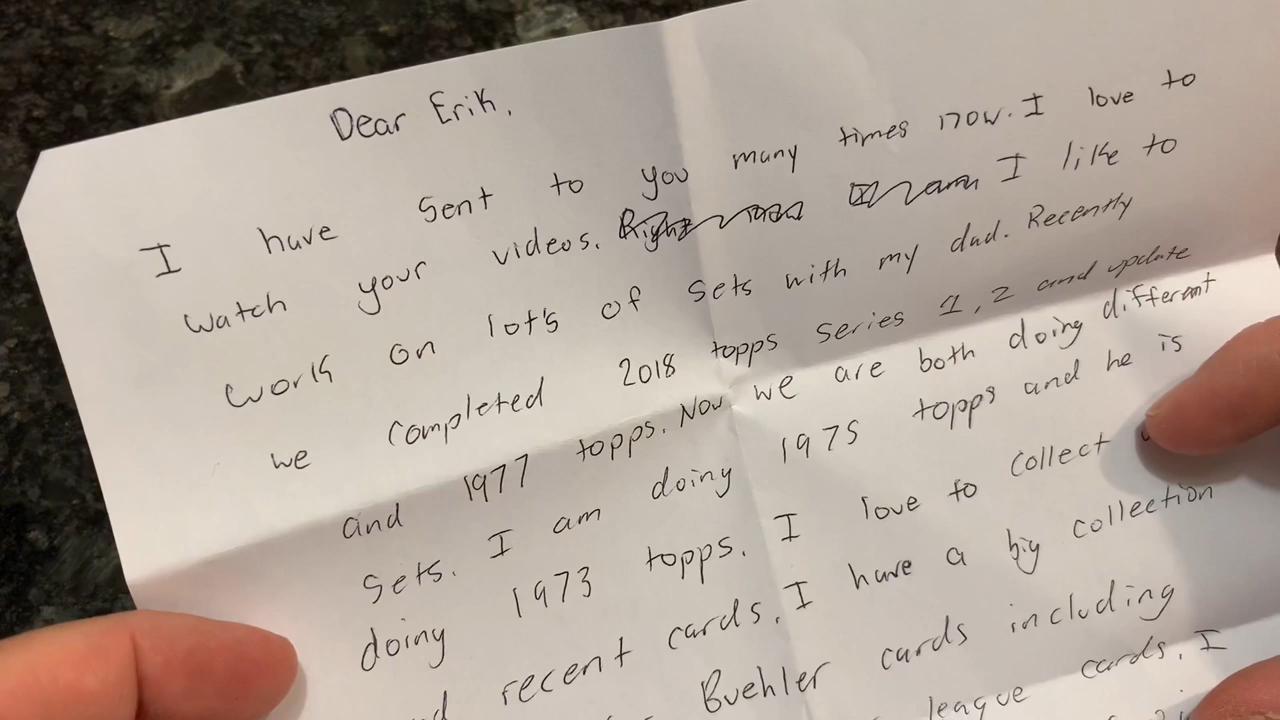 Dear Erik,
I have sent to you many times now. I love to
watch your videos. I like to
work on lot's of sets with my dad. Recently
we completed 2018 topps series 1, 2 and update
and 1977 topps. Now we are both doing different
sets. I am doing 1975 topps and he is
doing 1973 topps. I love to collect
recent cards. I have a big collection
Buehler cards including
league cards. I